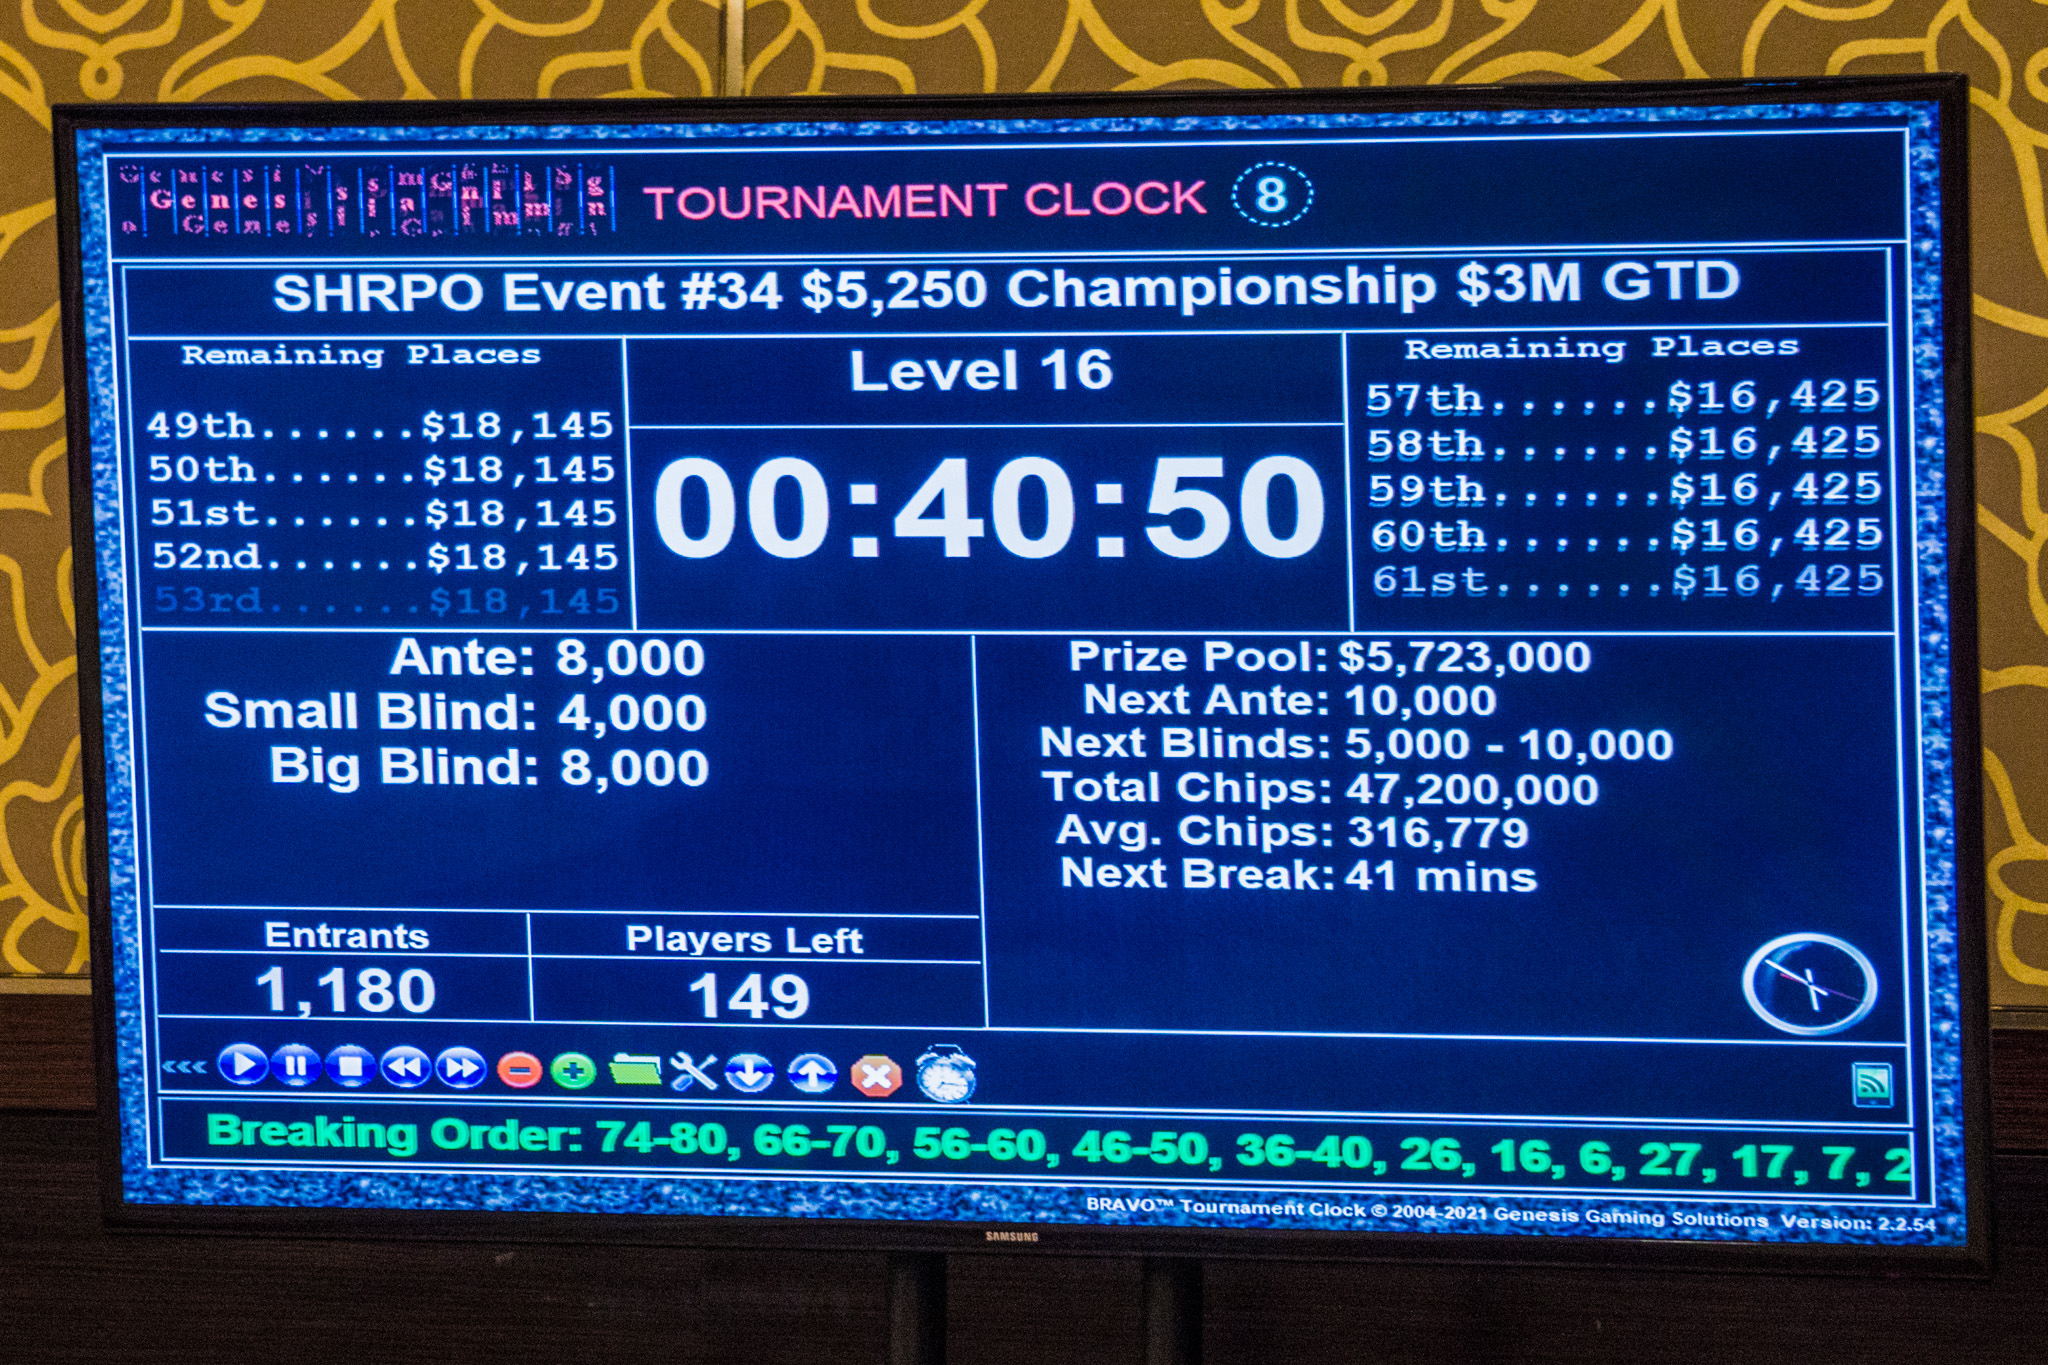 TOURNAMENT CLOCK 8
SHRPO Event #34 $5,250 Championship $3M GTD
Remaining Places
49th......$18,145
50th......$18,145
51st......$18,145
52nd......$18,145
53rd......$18,145
Level 16
00:40:50
Remaining Places
57th......$16,425
58th......$16,425
59th......$16,425
60th......$16,425
61st......$16,425
Ante: 8,000
Small Blind: 4,000
Big Blind: 8,000
Prize Pool: $5,723,000
Next Ante: 10,000
Next Blinds: 5,000 - 10,000
Total Chips: 47,200,000
Avg. Chips: 316,779
Next Break: 41 mins
Entrants
1,180
Players Left
149
<<<
Breaking Order: 74-80, 66-70, 56-60, 46-50, 36-40, 26, 16, 6, 27, 17, 7, 2
BRAVO™ Tournament Clock © 2004-2021 Genesis Gaming Solutions Version: 2.2.54
SAMSUNG